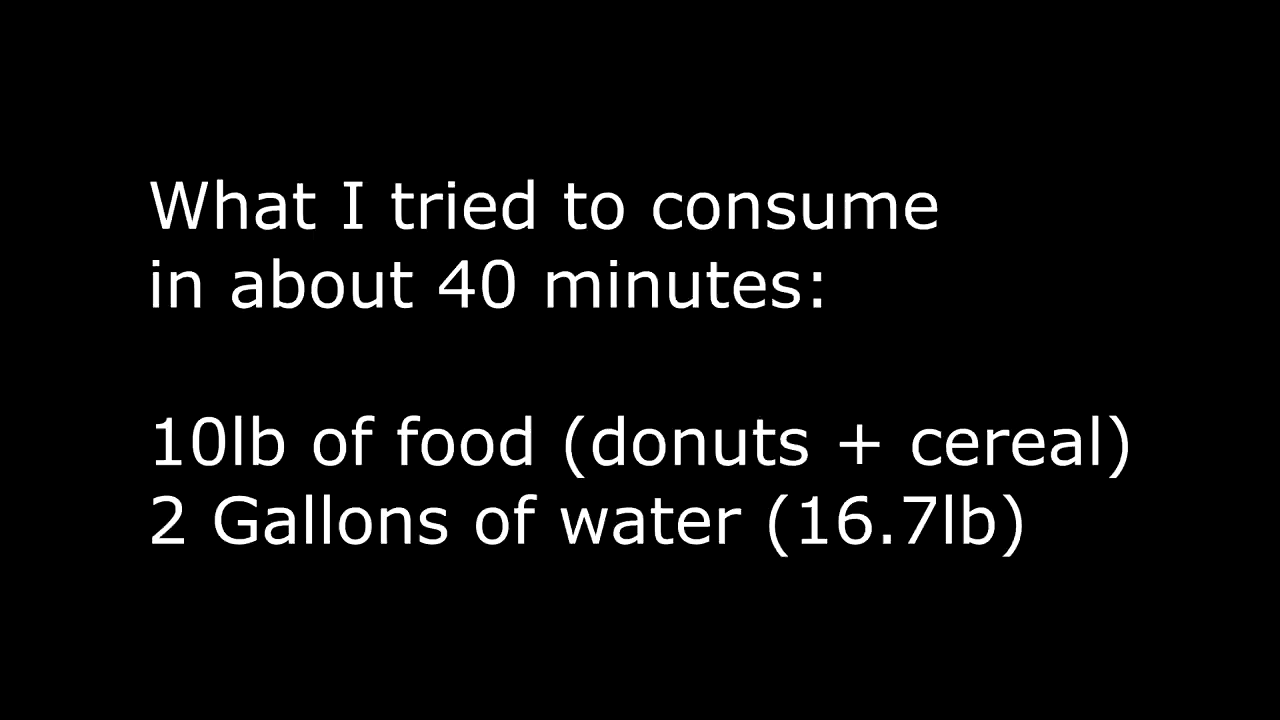 What I tried to consume
in about 40 minutes:
10lb of food (donuts + cereal)
2 Gallons of water (16.7lb)